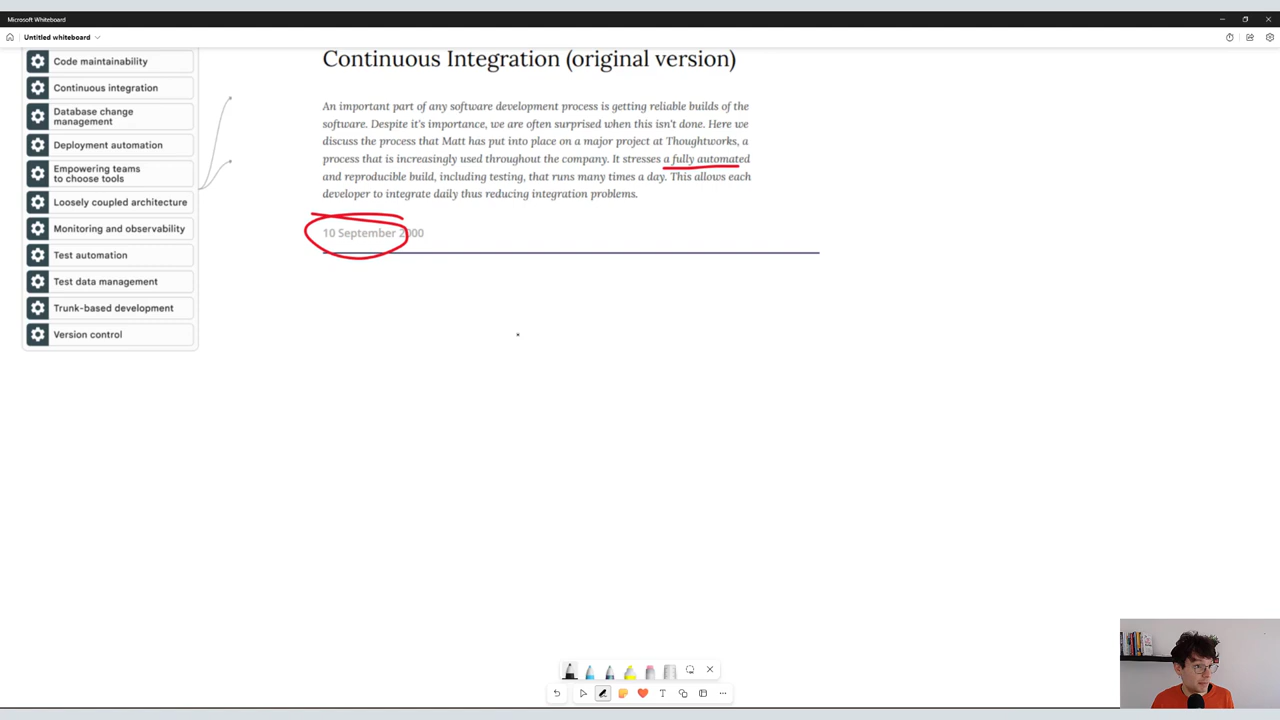 Microsoft Whiteboard
Untitled whiteboard
Code maintainability
Continuous integration
Database change
management
Deployment automation
Empowering teams
to choose tools
Loosely coupled architecture
Monitoring and observability
Test automation
Test data management
Trunk-based development
Version control
Continuous Integration (original version)
An important part of any software development process is getting reliable builds of the
software. Despite it's importance, we are often surprised when this isn't done. Here we
discuss the process that Matt has put into place on a major project at Thoughtworks, a
process that is increasingly used throughout the company. It stresses a fully automated
and reproducible build, including testing, that runs many times a day. This allows each
developer to integrate daily thus reducing integration problems.
10 September 2000